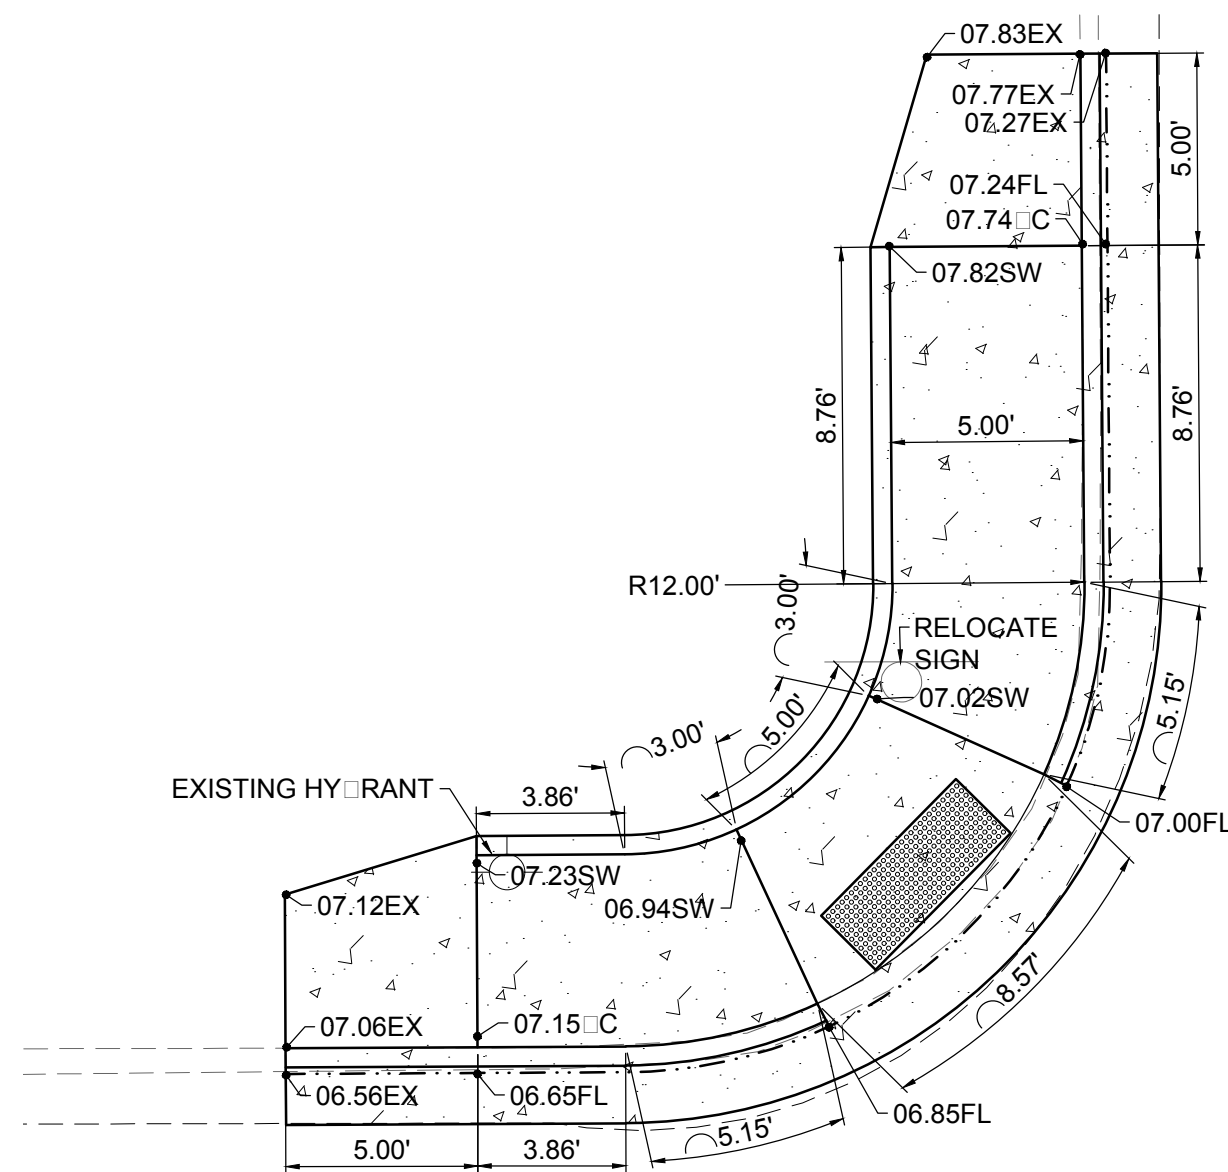 07.83EX
07.77EX
07.27EX
5.00'
07.24FL
07.74□C
07.82SW
8.76'
5.00'
8.76'
R12.00'
3.00'
RELOCATE
SIGN
07.02SW
5.15'
3.00'
5.00'
EXISTING HY□RANT
3.86'
07.00FL
07.23SW
07.12EX
06.94SW
8.57'
07.06EX
07.15□C
06.56EX
06.65FL
06.85FL
5.15'
5.00'
3.86'